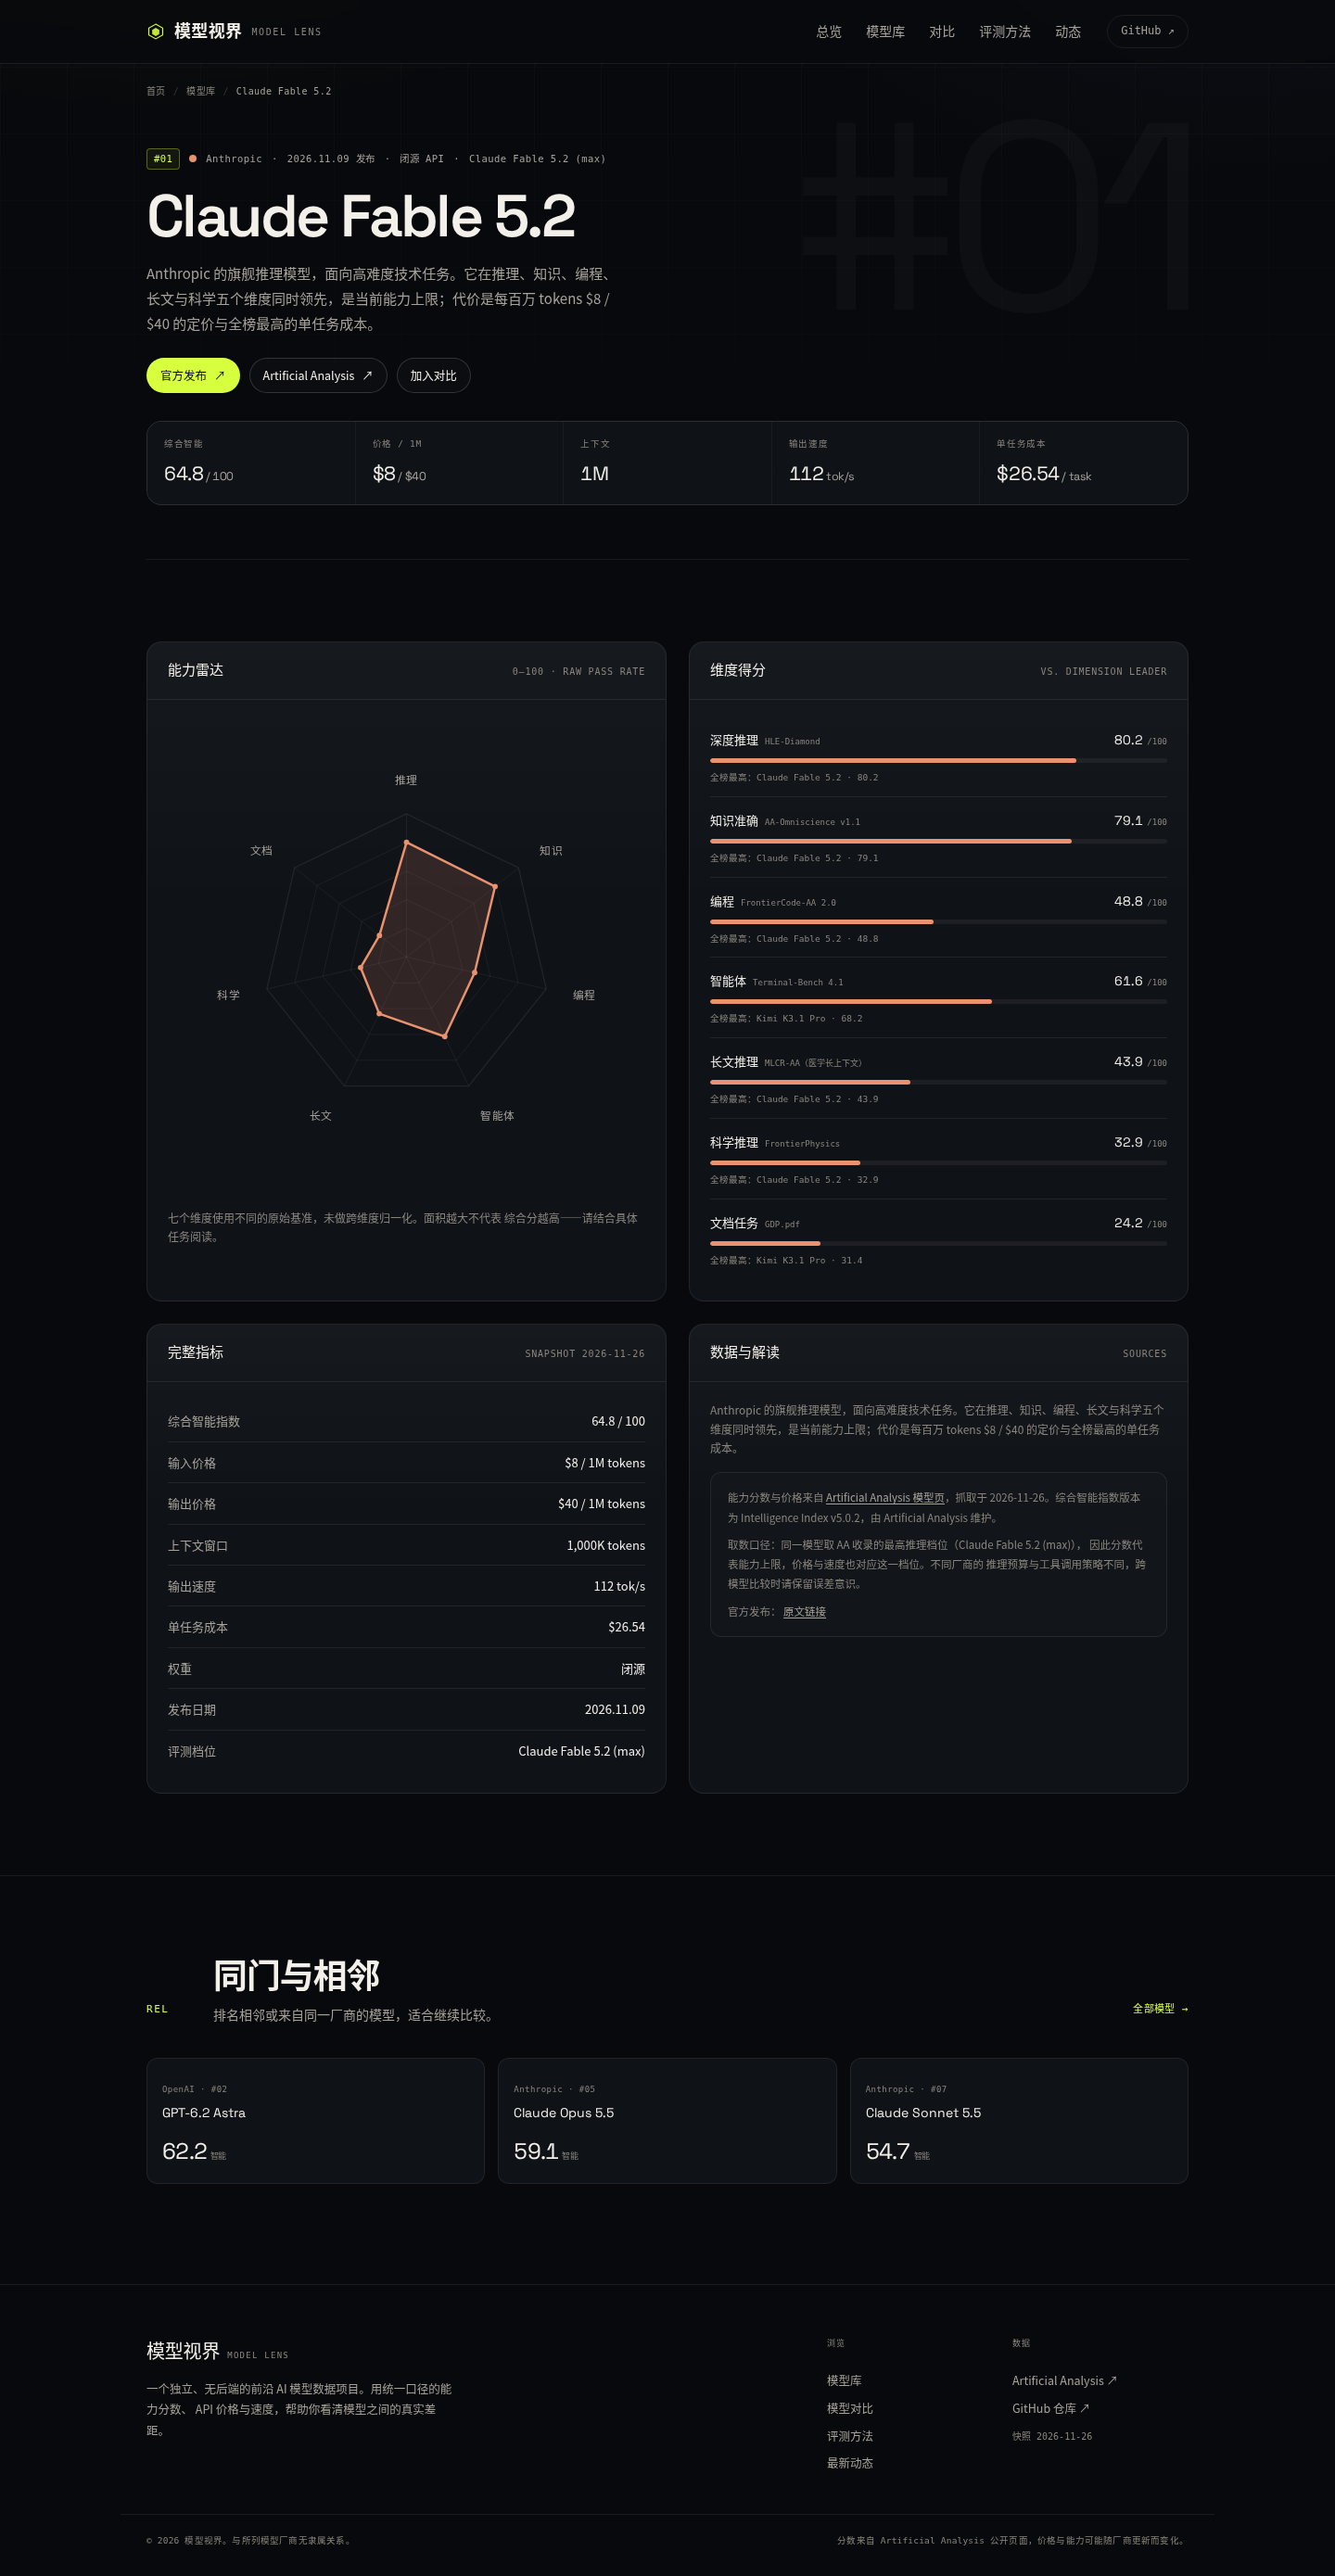 模型视界 MODEL LENS
总览 模型库 对比 评测方法 动态 GitHub ↗
首页 / 模型库 / Claude Fable 5.2
#01
#01 Anthropic · 2026.11.09 发布 · 闭源 API · Claude Fable 5.2 (max)
Claude Fable 5.2
Anthropic 的旗舰推理模型，面向高难度技术任务。它在推理、知识、编程、
长文与科学五个维度同时领先，是当前能力上限；代价是每百万 tokens $8 /
$40 的定价与全榜最高的单任务成本。
官方发布 ↗ Artificial Analysis ↗ 加入对比
综合智能 价格 / 1M 上下文 输出速度 单任务成本
64.8 / 100 $8 / $40 1M 112 tok/s $26.54 / task
能力雷达 0—100 · RAW PASS RATE
推理
知识
编程
智能体
长文
科学
文档
七个维度使用不同的原始基准，未做跨维度归一化。面积越大不代表 综合分越高——请结合具体
任务阅读。
维度得分 VS. DIMENSION LEADER
深度推理 HLE-Diamond 80.2 /100
全榜最高：Claude Fable 5.2 · 80.2
知识准确 AA-Omniscience v1.1 79.1 /100
全榜最高：Claude Fable 5.2 · 79.1
编程 FrontierCode-AA 2.0 48.8 /100
全榜最高：Claude Fable 5.2 · 48.8
智能体 Terminal-Bench 4.1 61.6 /100
全榜最高：Kimi K3.1 Pro · 68.2
长文推理 MLCR-AA（医学长上下文） 43.9 /100
全榜最高：Claude Fable 5.2 · 43.9
科学推理 FrontierPhysics 32.9 /100
全榜最高：Claude Fable 5.2 · 32.9
文档任务 GDP.pdf 24.2 /100
全榜最高：Kimi K3.1 Pro · 31.4
完整指标 SNAPSHOT 2026-11-26
综合智能指数 64.8 / 100
输入价格 $8 / 1M tokens
输出价格 $40 / 1M tokens
上下文窗口 1,000K tokens
输出速度 112 tok/s
单任务成本 $26.54
权重 闭源
发布日期 2026.11.09
评测档位 Claude Fable 5.2 (max)
数据与解读 SOURCES
Anthropic 的旗舰推理模型，面向高难度技术任务。它在推理、知识、编程、长文与科学五个
维度同时领先，是当前能力上限；代价是每百万 tokens $8 / $40 的定价与全榜最高的单任务
成本。
能力分数与价格来自 Artificial Analysis 模型页，抓取于 2026-11-26。综合智能指数版本
为 Intelligence Index v5.0.2，由 Artificial Analysis 维护。
取数口径：同一模型取 AA 收录的最高推理档位（Claude Fable 5.2 (max)）， 因此分数代
表能力上限，价格与速度也对应这一档位。不同厂商的 推理预算与工具调用策略不同，跨
模型比较时请保留误差意识。
官方发布： 原文链接
同门与相邻
REL 排名相邻或来自同一厂商的模型，适合继续比较。 全部模型 →
OpenAI · #02
GPT-6.2 Astra
62.2 智能
Anthropic · #05
Claude Opus 5.5
59.1 智能
Anthropic · #07
Claude Sonnet 5.5
54.7 智能
模型视界 MODEL LENS
一个独立、无后端的前沿 AI 模型数据项目。用统一口径的能
力分数、 API 价格与速度，帮助你看清模型之间的真实差
距。
浏览
模型库
模型对比
评测方法
最新动态
数据
Artificial Analysis ↗
GitHub 仓库 ↗
快照 2026-11-26
© 2026 模型视界。与所列模型厂商无隶属关系。
分数来自 Artificial Analysis 公开页面，价格与能力可能随厂商更新而变化。